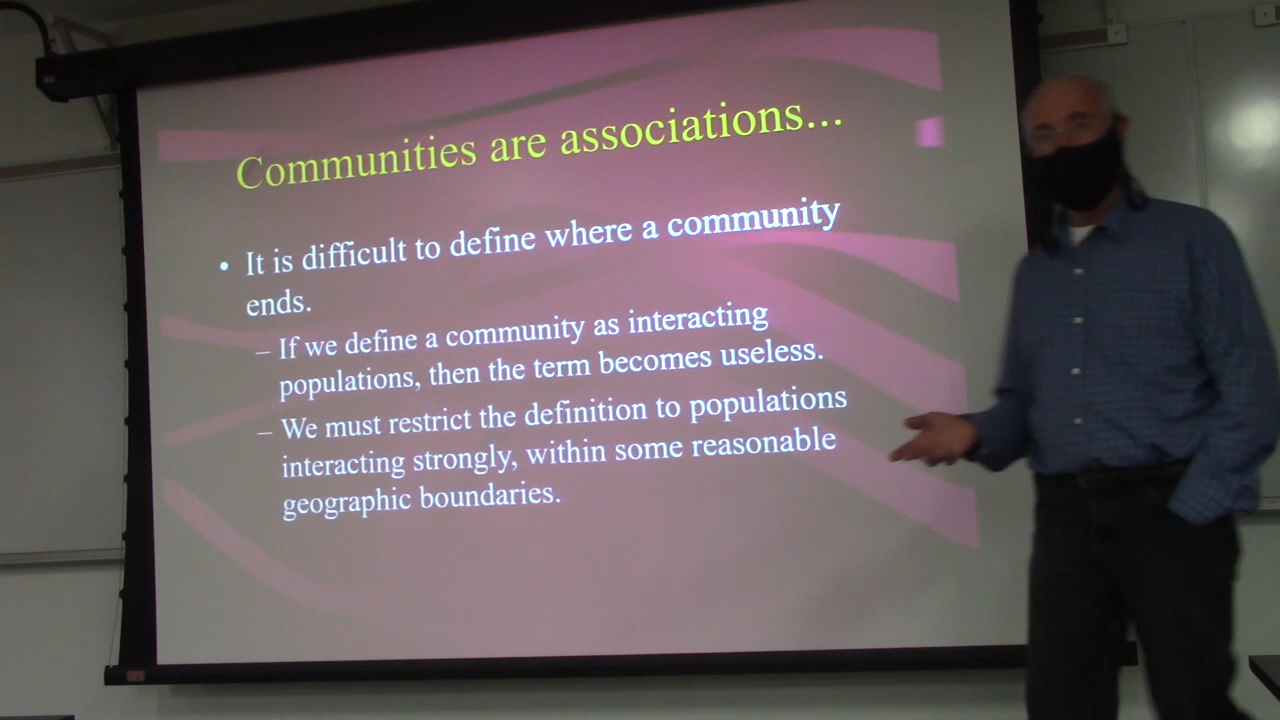 Communities are associations...
• It is difficult to define where a community
ends.
– If we define a community as interacting
populations, then the term becomes useless.
– We must restrict the definition to populations
interacting strongly, within some reasonable
geographic boundaries.